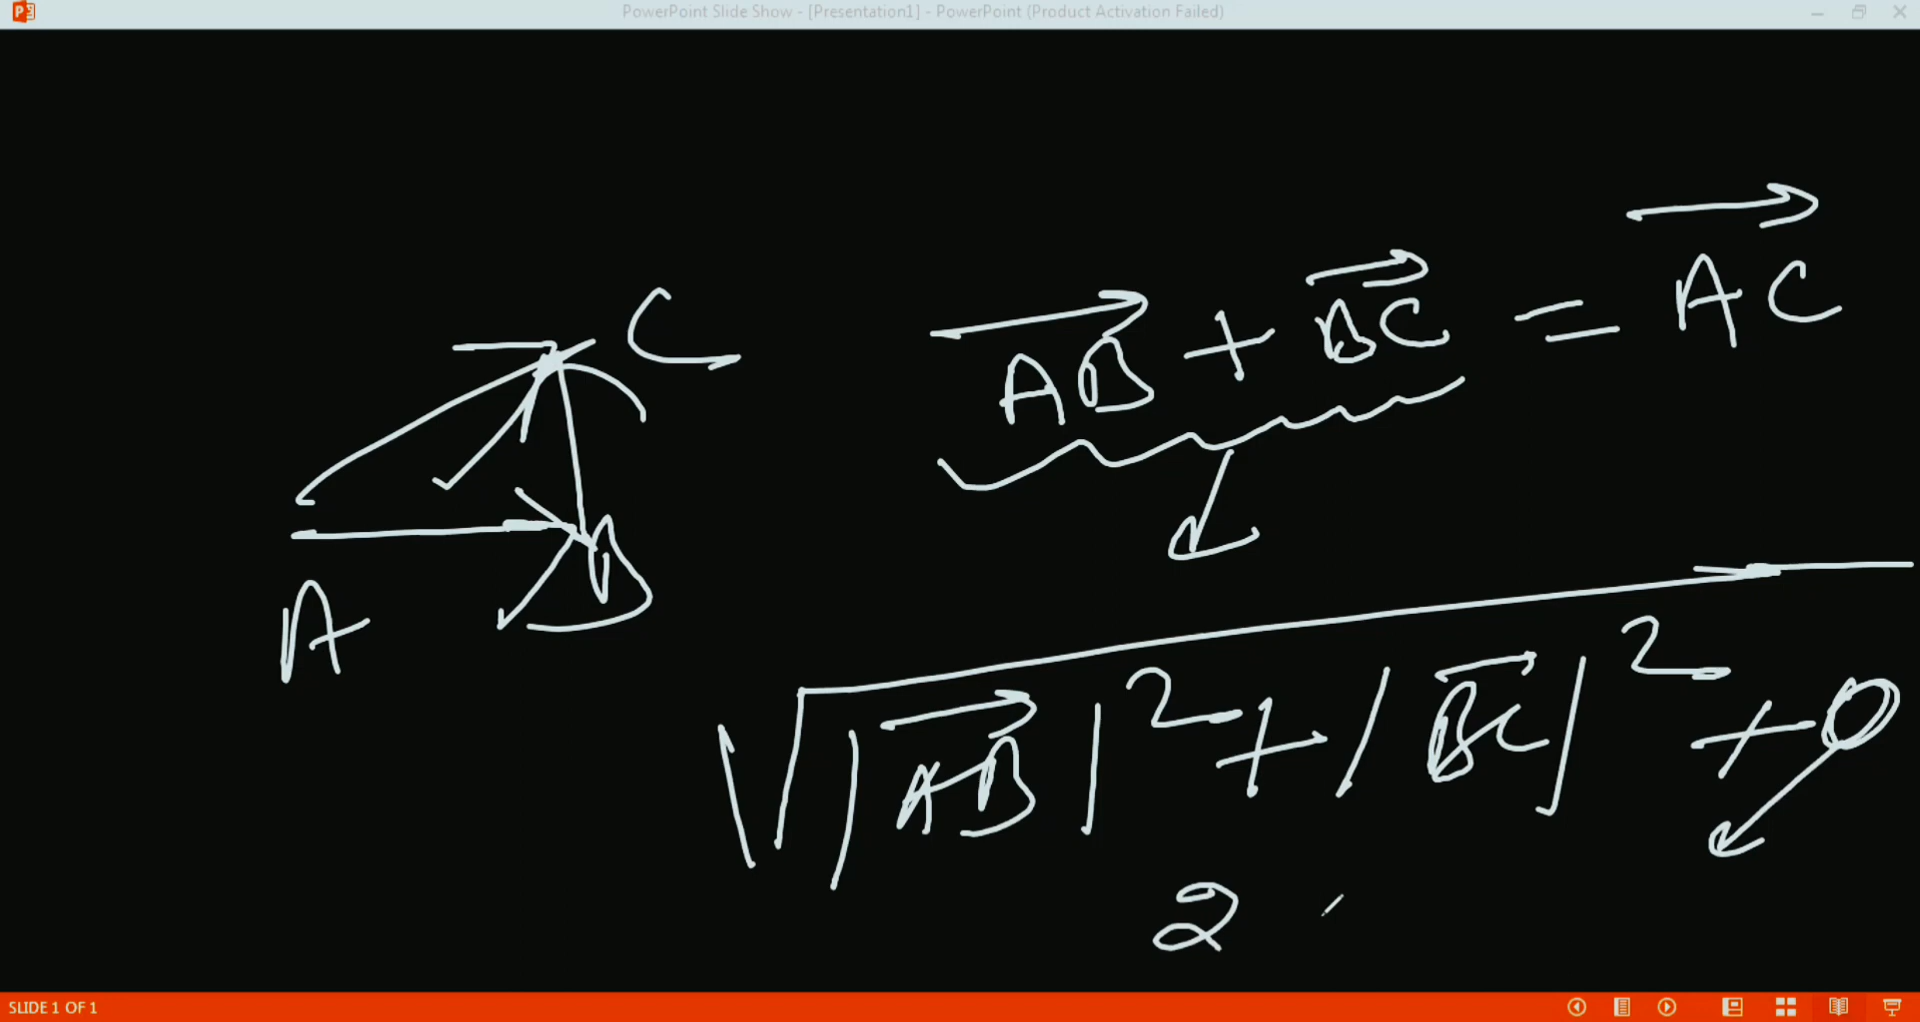 PowerPoint Slide Show - [Presentation1] - PowerPoint (Product Activation Failed)
C
A
B
AB + BC = AC
√|AB|² + |BC|² + 0
2
SLIDE 1 OF 1